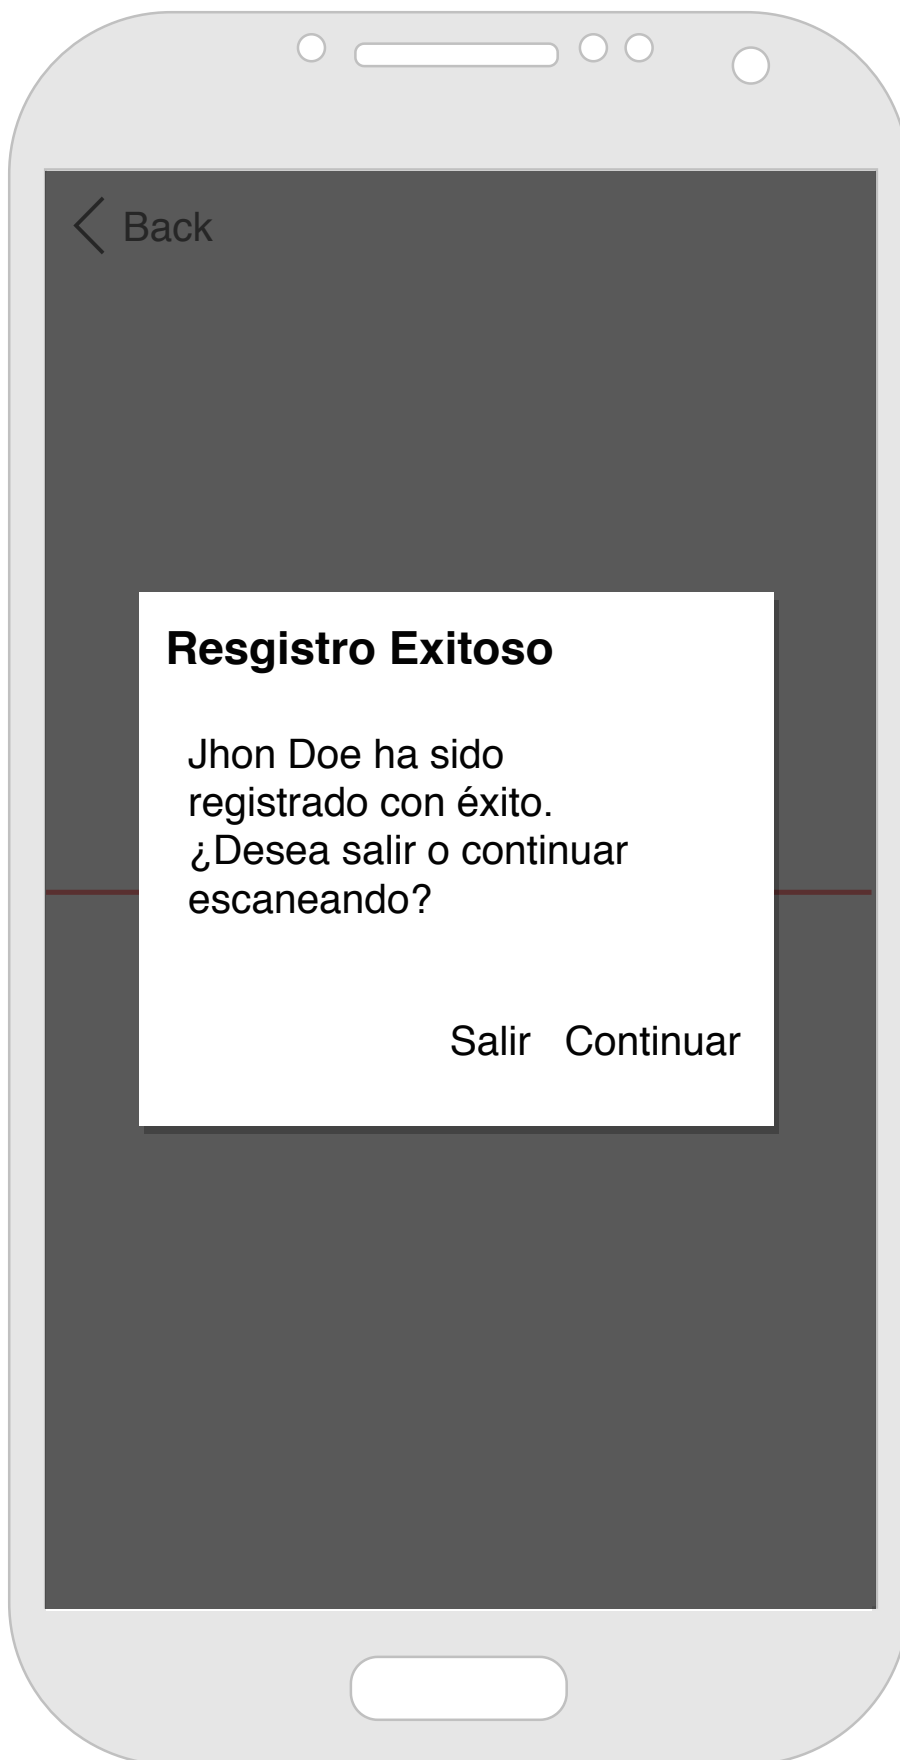 Back
Resgistro Exitoso
Jhon Doe ha sido
registrado con éxito.
¿Desea salir o continuar
escaneando?
Salir Continuar